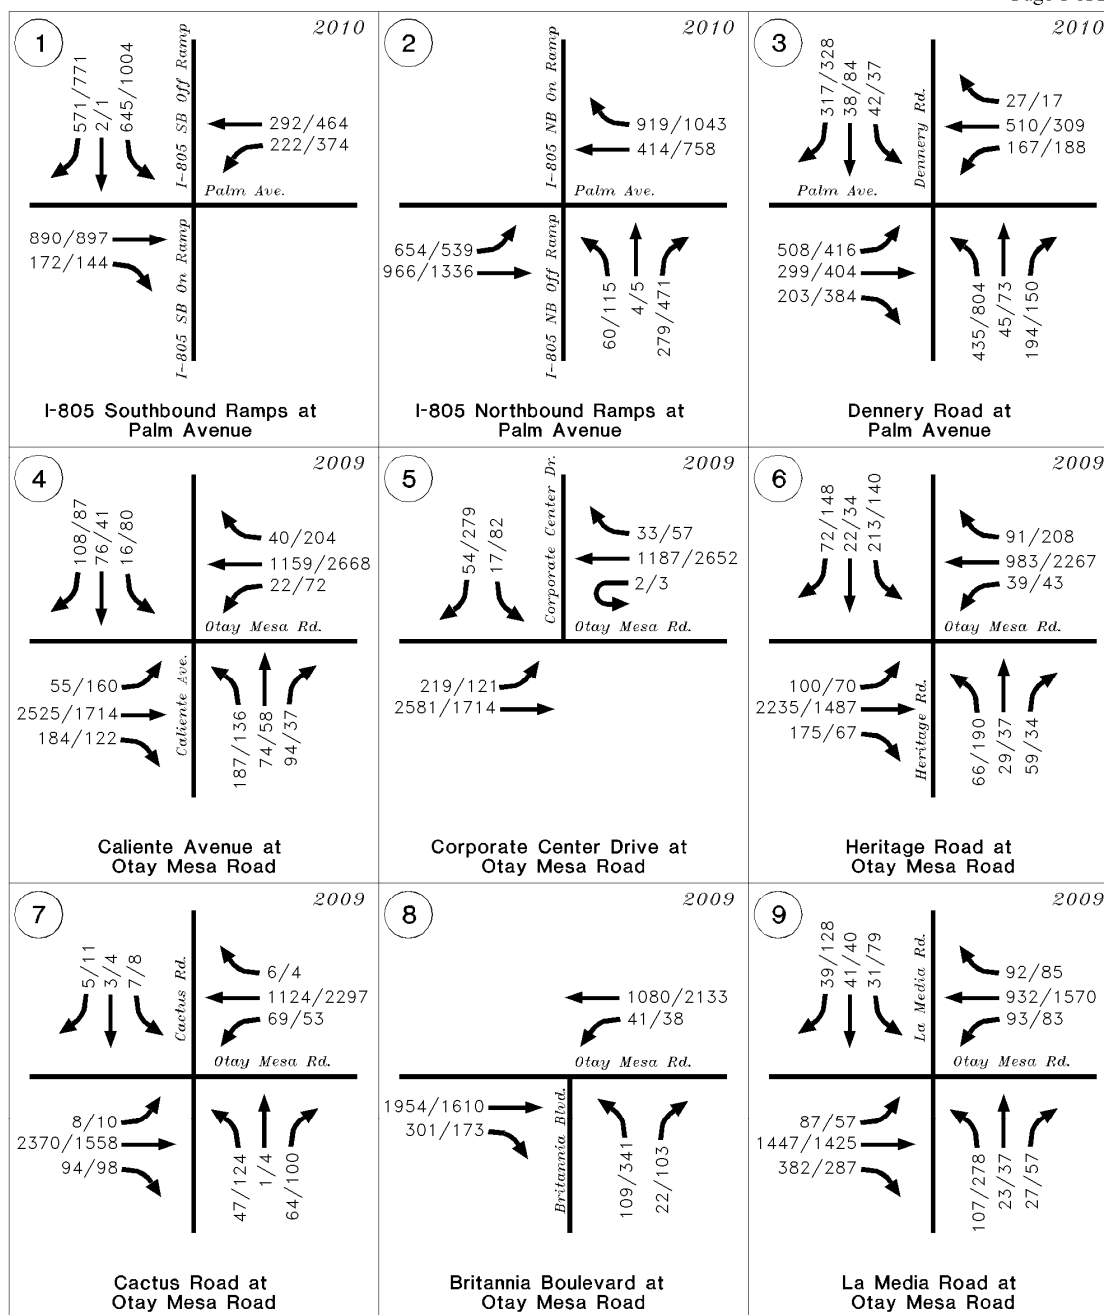 1
2010
571/771
2/1
645/1004
I-805 SB Off Ramp
292/464
222/374
Palm Ave.
890/897
172/144
I-805 SB On Ramp
I-805 Southbound Ramps at
Palm Avenue
2
2010
I-805 NB On Ramp
919/1043
414/758
Palm Ave.
654/539
966/1336
I-805 NB Off Ramp
60/115
4/5
279/471
I-805 Northbound Ramps at
Palm Avenue
3
2010
317/328
38/84
42/37
Dennery Rd.
27/17
510/309
167/188
Palm Ave.
508/416
299/404
203/384
435/804
45/73
194/150
Dennery Road at
Palm Avenue
4
2009
108/87
76/41
16/80
40/204
1159/2668
22/72
Otay Mesa Rd.
55/160
2525/1714
184/122
Caliente Ave.
187/136
74/58
94/37
Caliente Avenue at
Otay Mesa Road
5
2009
54/279
17/82
Corporate Center Dr.
33/57
1187/2652
2/3
Otay Mesa Rd.
219/121
2581/1714
Corporate Center Drive at
Otay Mesa Road
6
2009
72/148
22/34
213/140
91/208
983/2267
39/43
Otay Mesa Rd.
100/70
2235/1487
175/67
Heritage Rd.
66/190
29/37
59/34
Heritage Road at
Otay Mesa Road
7
2009
5/11
3/4
7/8
Cactus Rd.
6/4
1124/2297
69/53
Otay Mesa Rd.
8/10
2370/1558
94/98
47/124
1/4
64/100
Cactus Road at
Otay Mesa Road
8
2009
1080/2133
41/38
Otay Mesa Rd.
1954/1610
301/173
Britannia Blvd.
109/341
22/103
Britannia Boulevard at
Otay Mesa Road
9
2009
39/128
41/40
31/79
La Media Rd.
92/85
932/1570
93/83
Otay Mesa Rd.
87/57
1447/1425
382/287
107/278
23/37
27/57
La Media Road at
Otay Mesa Road